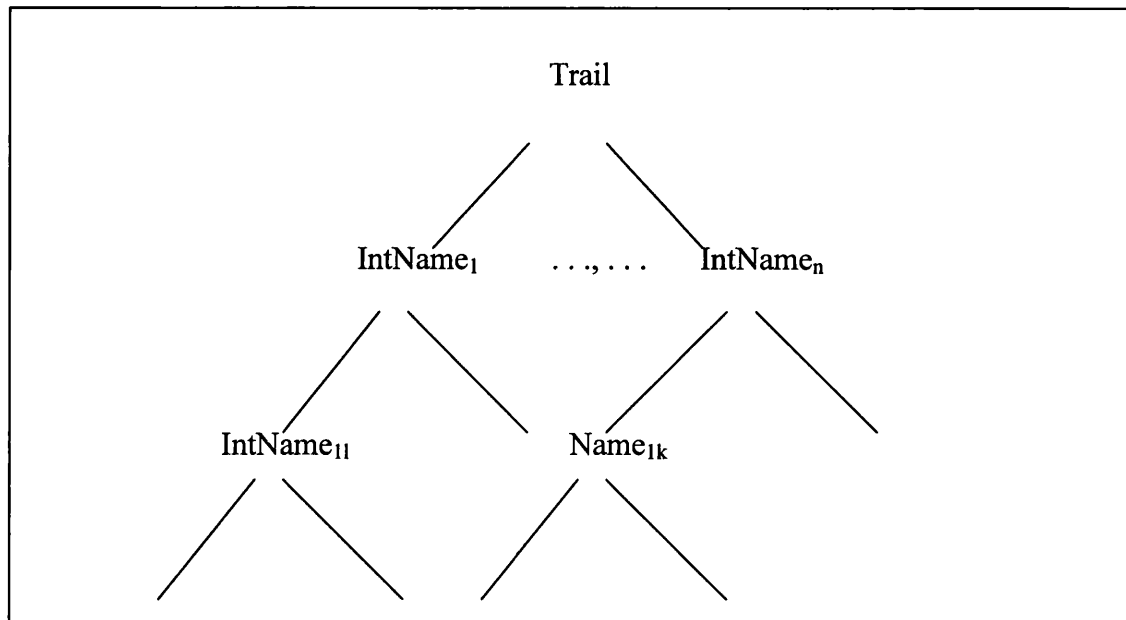 Trail
IntName₁ . . ., . . . IntNameₙ
IntName₁₁ Name₁ₖ